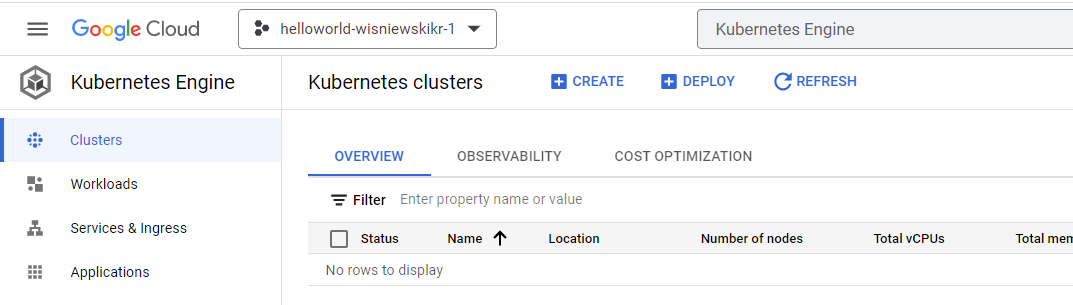 Google Cloud helloworld-wisniewskikr-1 Kubernetes Engine
Kubernetes Engine Kubernetes clusters CREATE DEPLOY REFRESH
Clusters
OVERVIEW OBSERVABILITY COST OPTIMIZATION
Workloads
Filter Enter property name or value
Services & Ingress
Status Name Location Number of nodes Total vCPUs Total mem
Applications
No rows to display